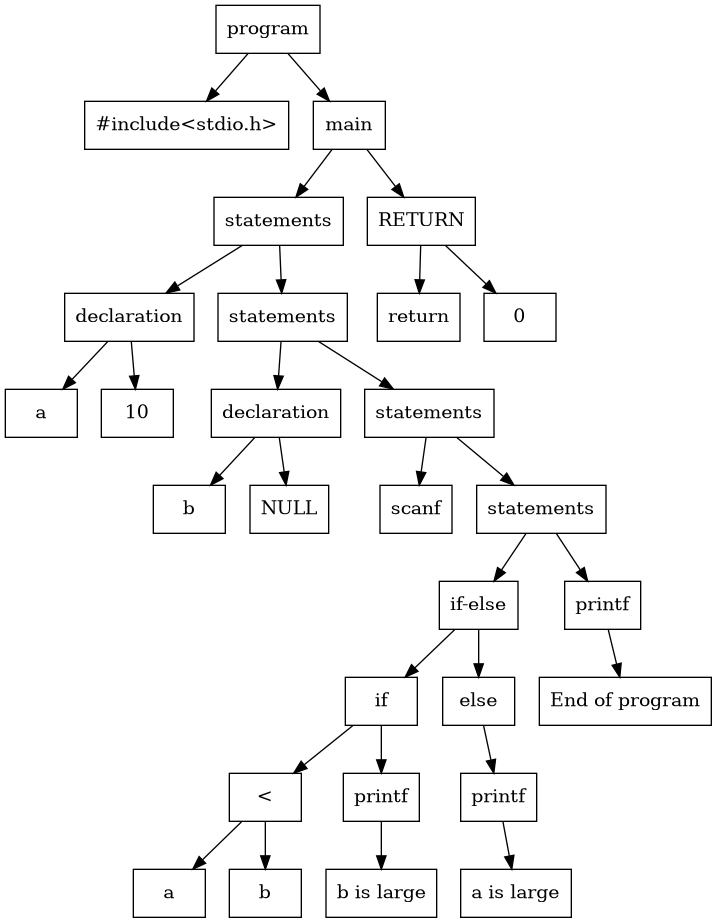 program
#include<stdio.h>
main
statements
RETURN
declaration
statements
return
0
a
10
declaration
statements
b
NULL
scanf
statements
if-else
printf
if
else
End of program
<
printf
printf
a
b
b is large
a is large